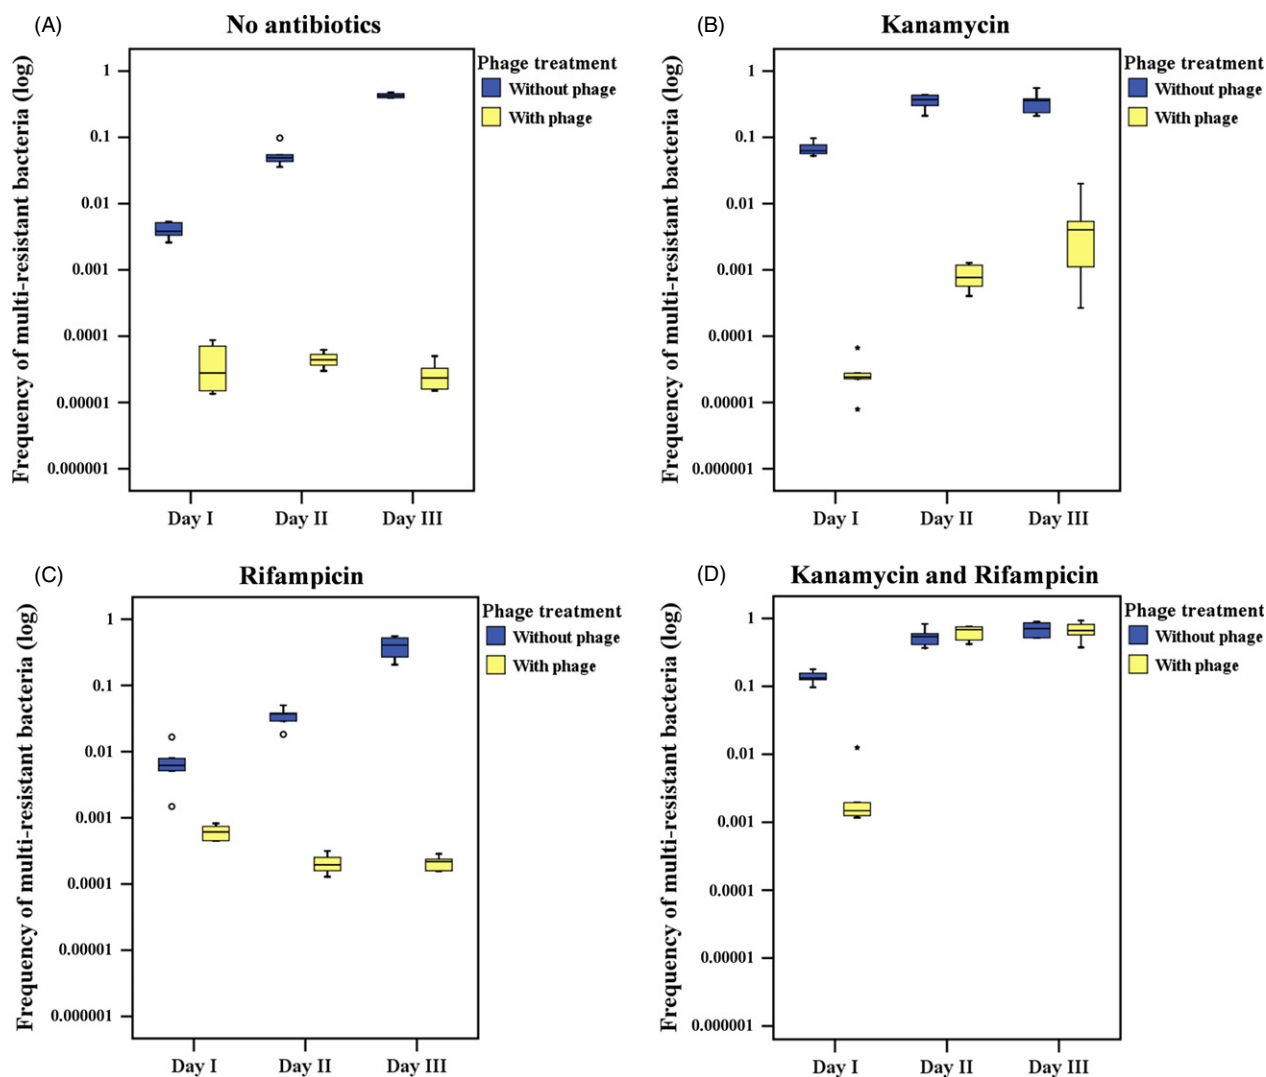 (A)
No antibiotics
Frequency of multi-resistant bacteria (log)
1
0.1
0.01
0.001
0.0001
0.00001
0.000001
Day I
Day II
Day III
Phage treatment
Without phage
With phage
(B)
Kanamycin
Frequency of multi-resistant bacteria (log)
1
0.1
0.01
0.001
0.0001
0.00001
0.000001
Day I
Day II
Day III
Phage treatment
Without phage
With phage
(C)
Rifampicin
Frequency of multi-resistant bacteria (log)
1
0.1
0.01
0.001
0.0001
0.00001
0.000001
Day I
Day II
Day III
Phage treatment
Without phage
With phage
(D)
Kanamycin and Rifampicin
Frequency of multi-resistant bacteria (log)
1
0.1
0.01
0.001
0.0001
0.00001
0.000001
Day I
Day II
Day III
Phage treatment
Without phage
With phage